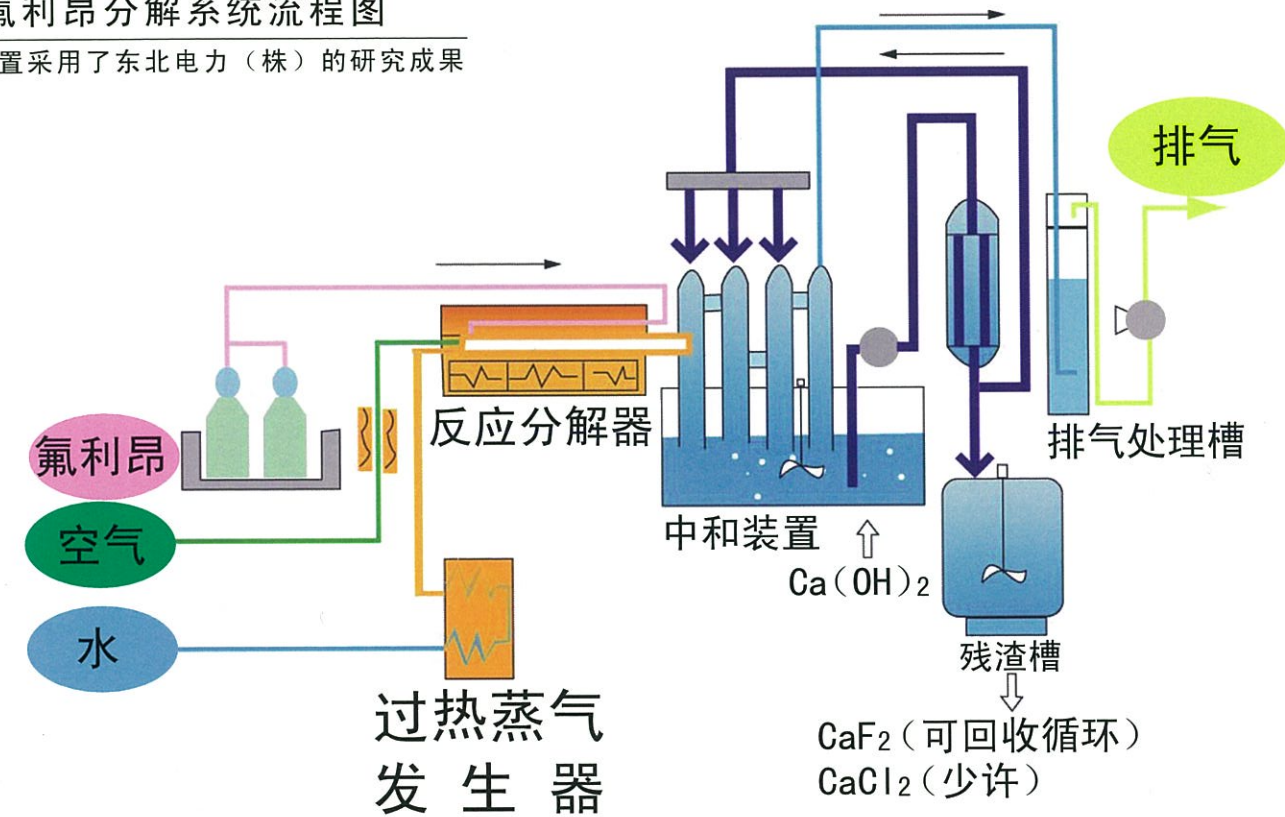 氟利昂分解系统流程图
置采用了东北电力（株）的研究成果
排气
反应分解器
氟利昂
排气处理槽
空气
中和装置
Ca(OH)2
水
残渣槽
过热蒸气
发生器
CaF2(可回收循环)
CaCl2(少许)